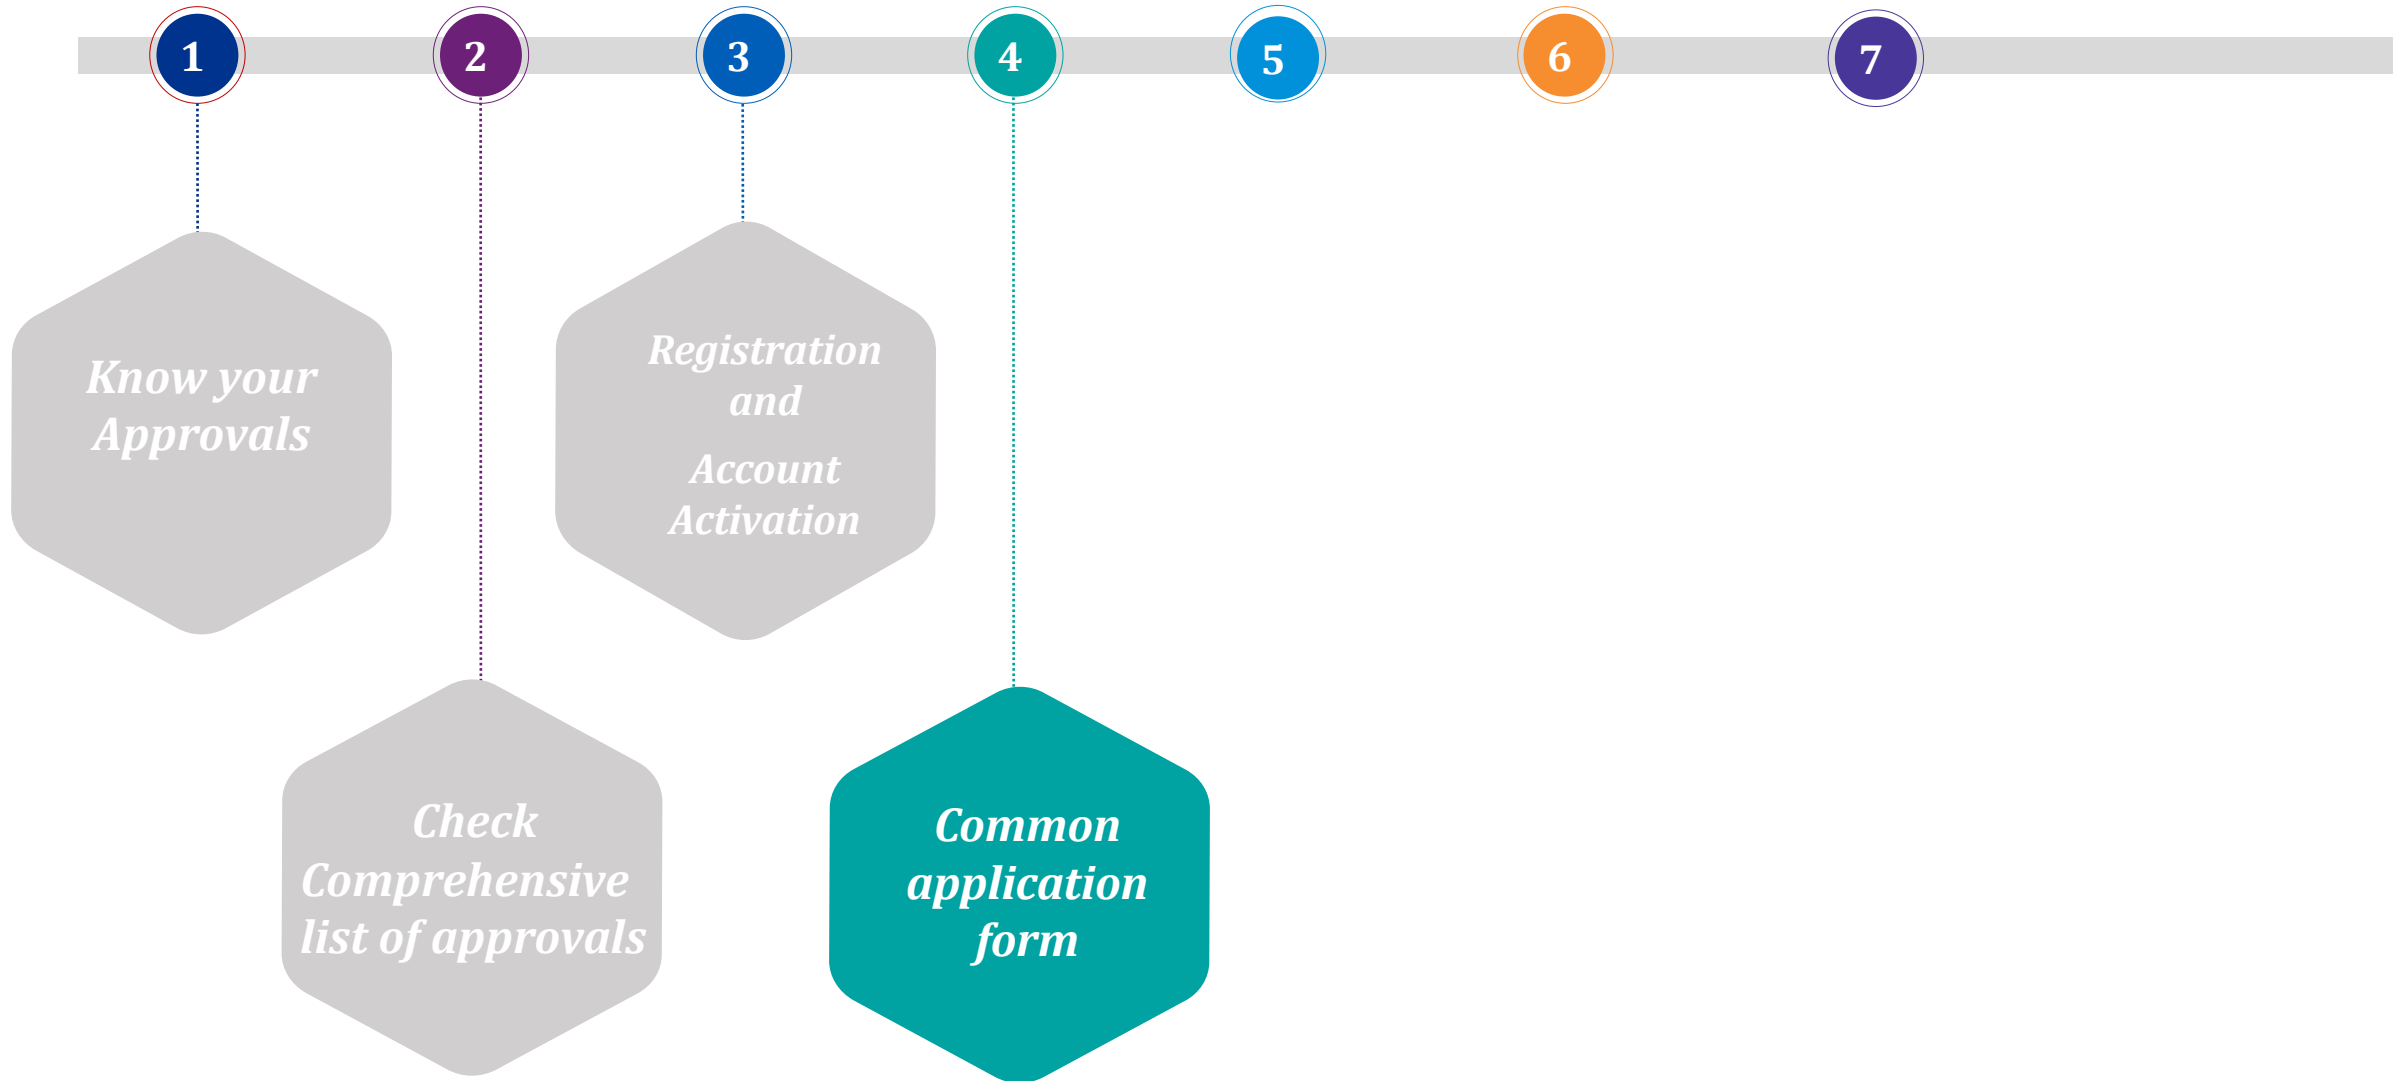 1
2
3
4
5
6
7
Know your
Approvals
Registration
and
Account
Activation
Check
Comprehensive
list of approvals
Common
application
form